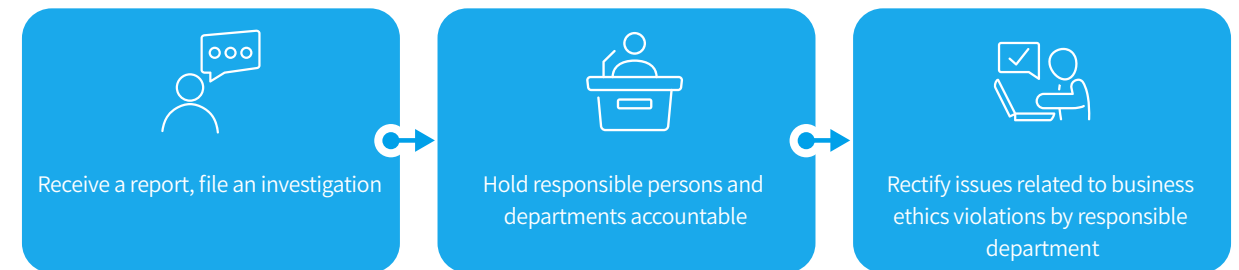 Receive a report, file an investigation
Hold responsible persons and
departments accountable
Rectify issues related to business
ethics violations by responsible
department